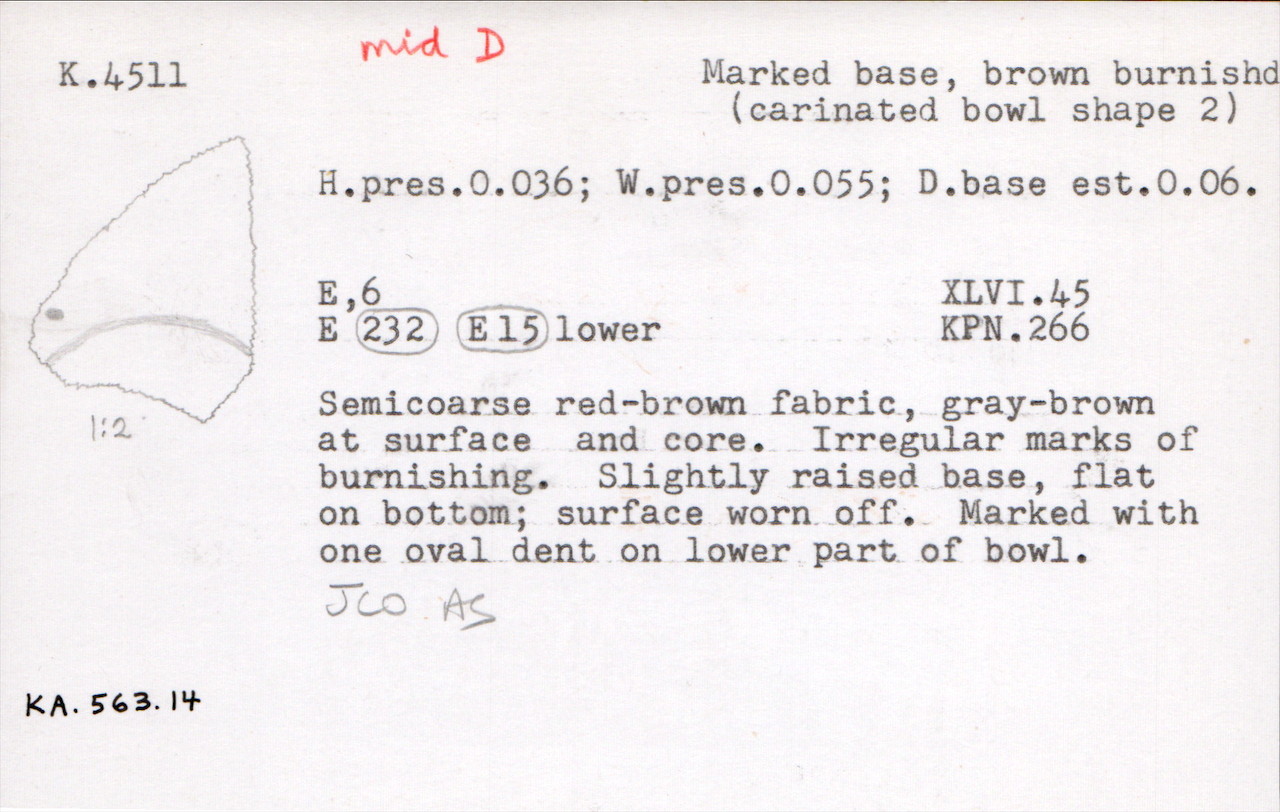 mid D
K.4511
Marked base, brown burnishd
(carinated bowl shape 2)
H.pres.0.036; W.pres.0.055; D.base est.0.06.
E,6
XLVI.45
E 232 E 15 lower
KPN.266
Semicoarse red-brown fabric, gray-brown
at surface and core. Irregular marks of
burnishing. Slightly raised base, flat
on bottom; surface worn off. Marked with
one oval dent on lower part of bowl.
1:2
JCO AS
KA.563.14